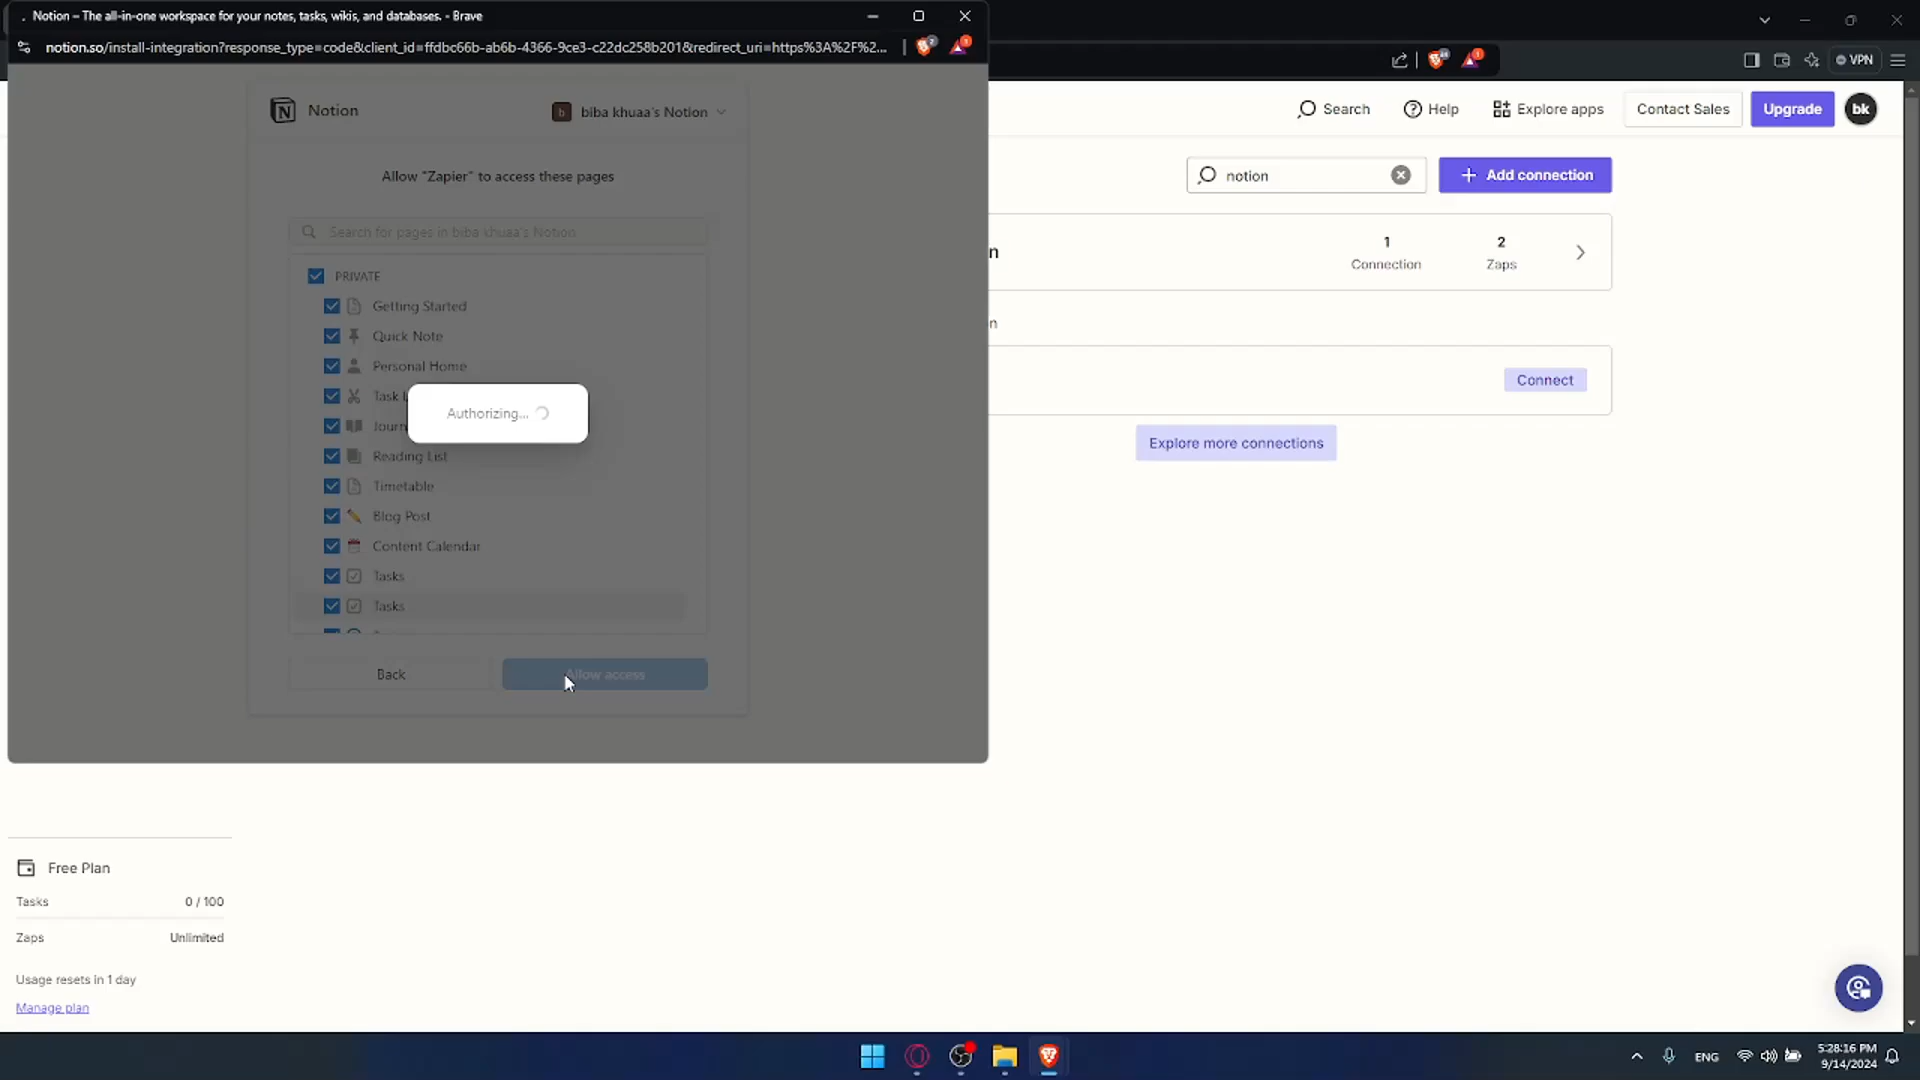 Notion – The all-in-one workspace for your notes, tasks, wikis, and databases. - Brave
notion.so/install-integration?response_type=code&client_id=ffdbc66b-ab6b-4366-9ce3-c22dc258b201&redirect_uri=https%3A%2F%2...
VPN
Notion
b biba khuaa's Notion
Search
Help
Explore apps
Contact Sales
Upgrade
bk
Allow "Zapier" to access these pages
notion
Add connection
Search for pages in biba khuaa's Notion
n
1
Connection
2
Zaps
PRIVATE
Getting Started
n
Quick Note
Personal Home
Connect
Task
Authorizing...
Journ
Explore more connections
Reading List
Timetable
Blog Post
Content Calendar
Tasks
Tasks
Back
Allow access
Free Plan
Tasks 0 / 100
Zaps Unlimited
Usage resets in 1 day
Manage plan
ENG
5:28:16 PM
9/14/2024